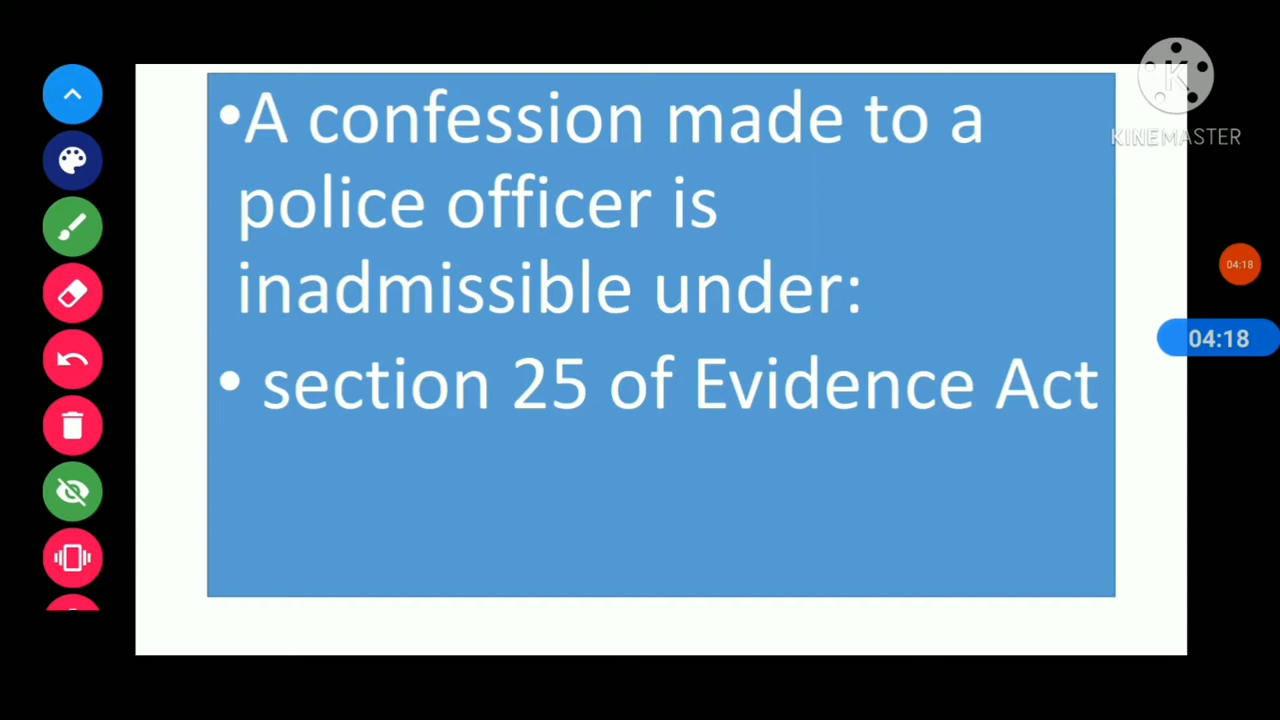 •A confession made to a
police officer is
inadmissible under:
• section 25 of Evidence Act
K
KINEMASTER
04:18
04:18